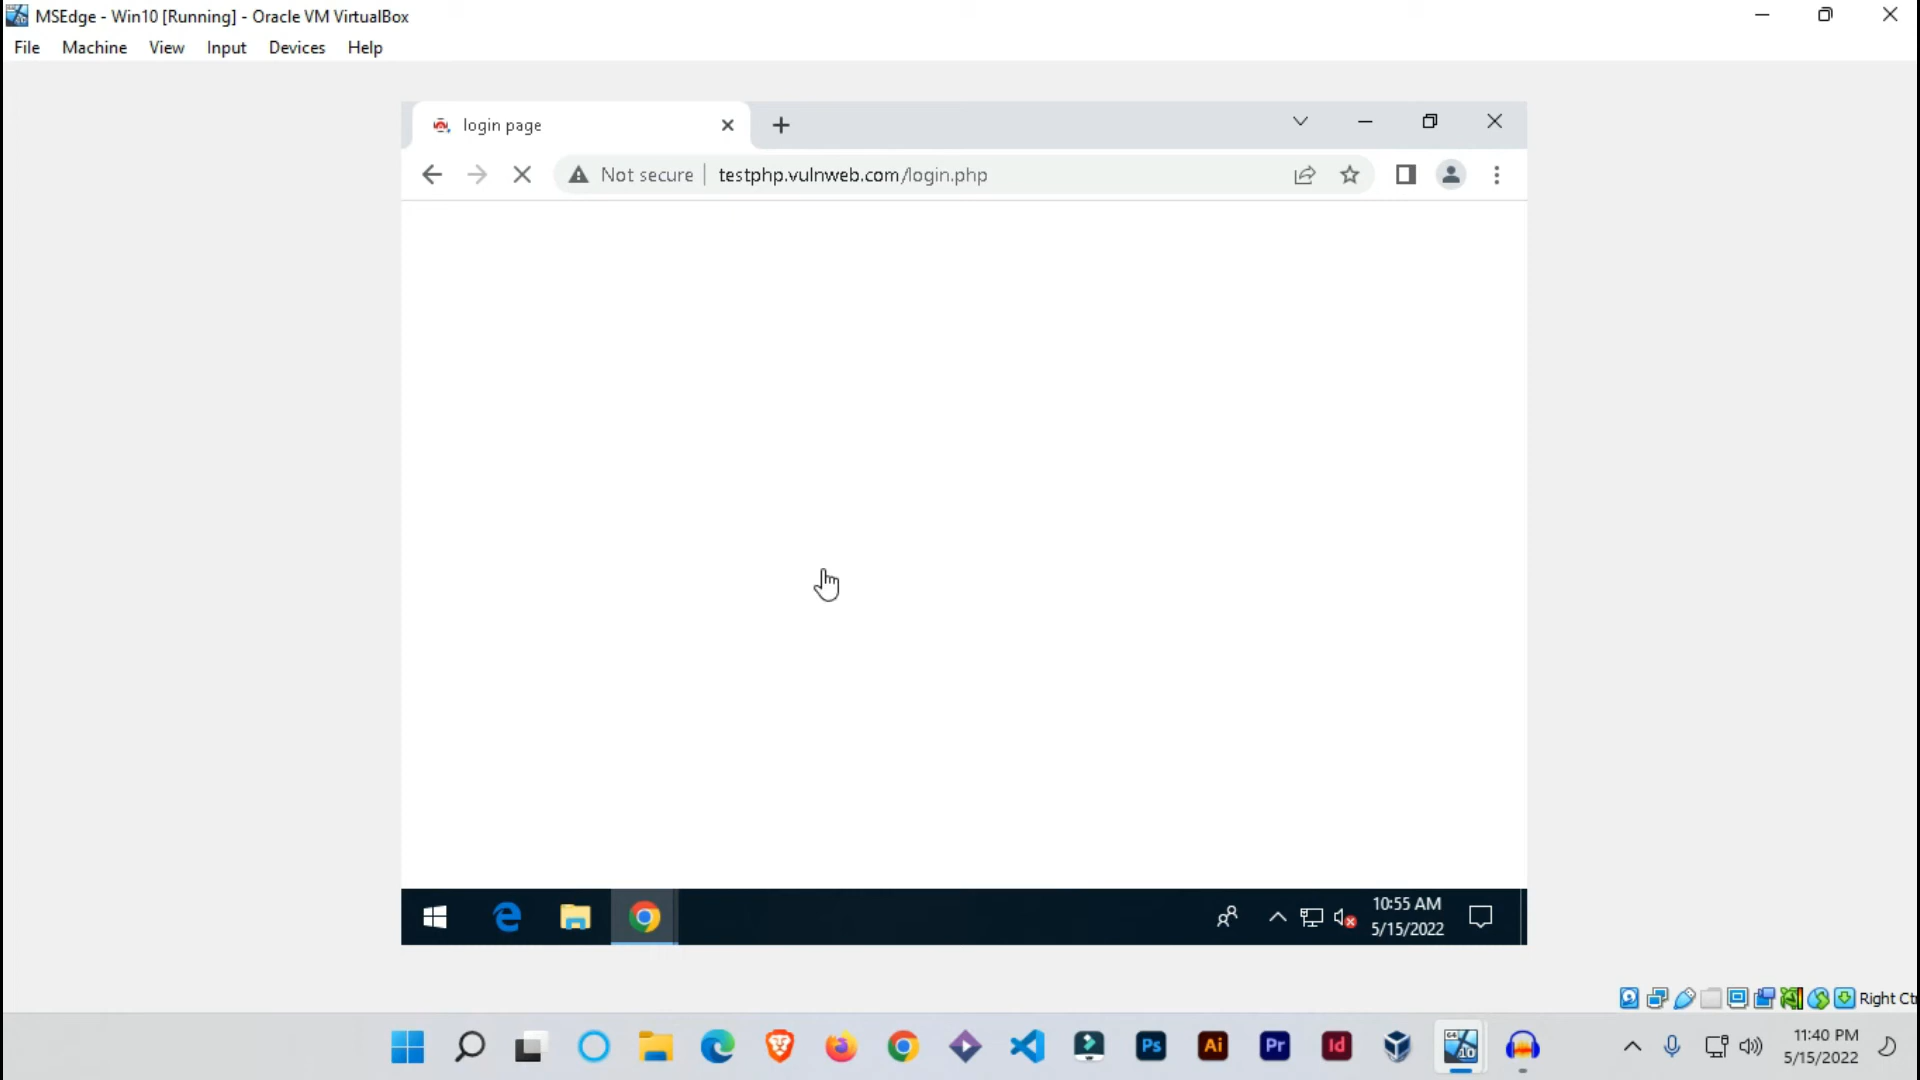 MSEdge - Win10 [Running] - Oracle VM VirtualBox
File Machine View Input Devices Help
login page
Not secure testphp.vulnweb.com/login.php
10:55 AM
5/15/2022
Right Ct
64
10
Ps Ai Pr Id
11:40 PM
5/15/2022